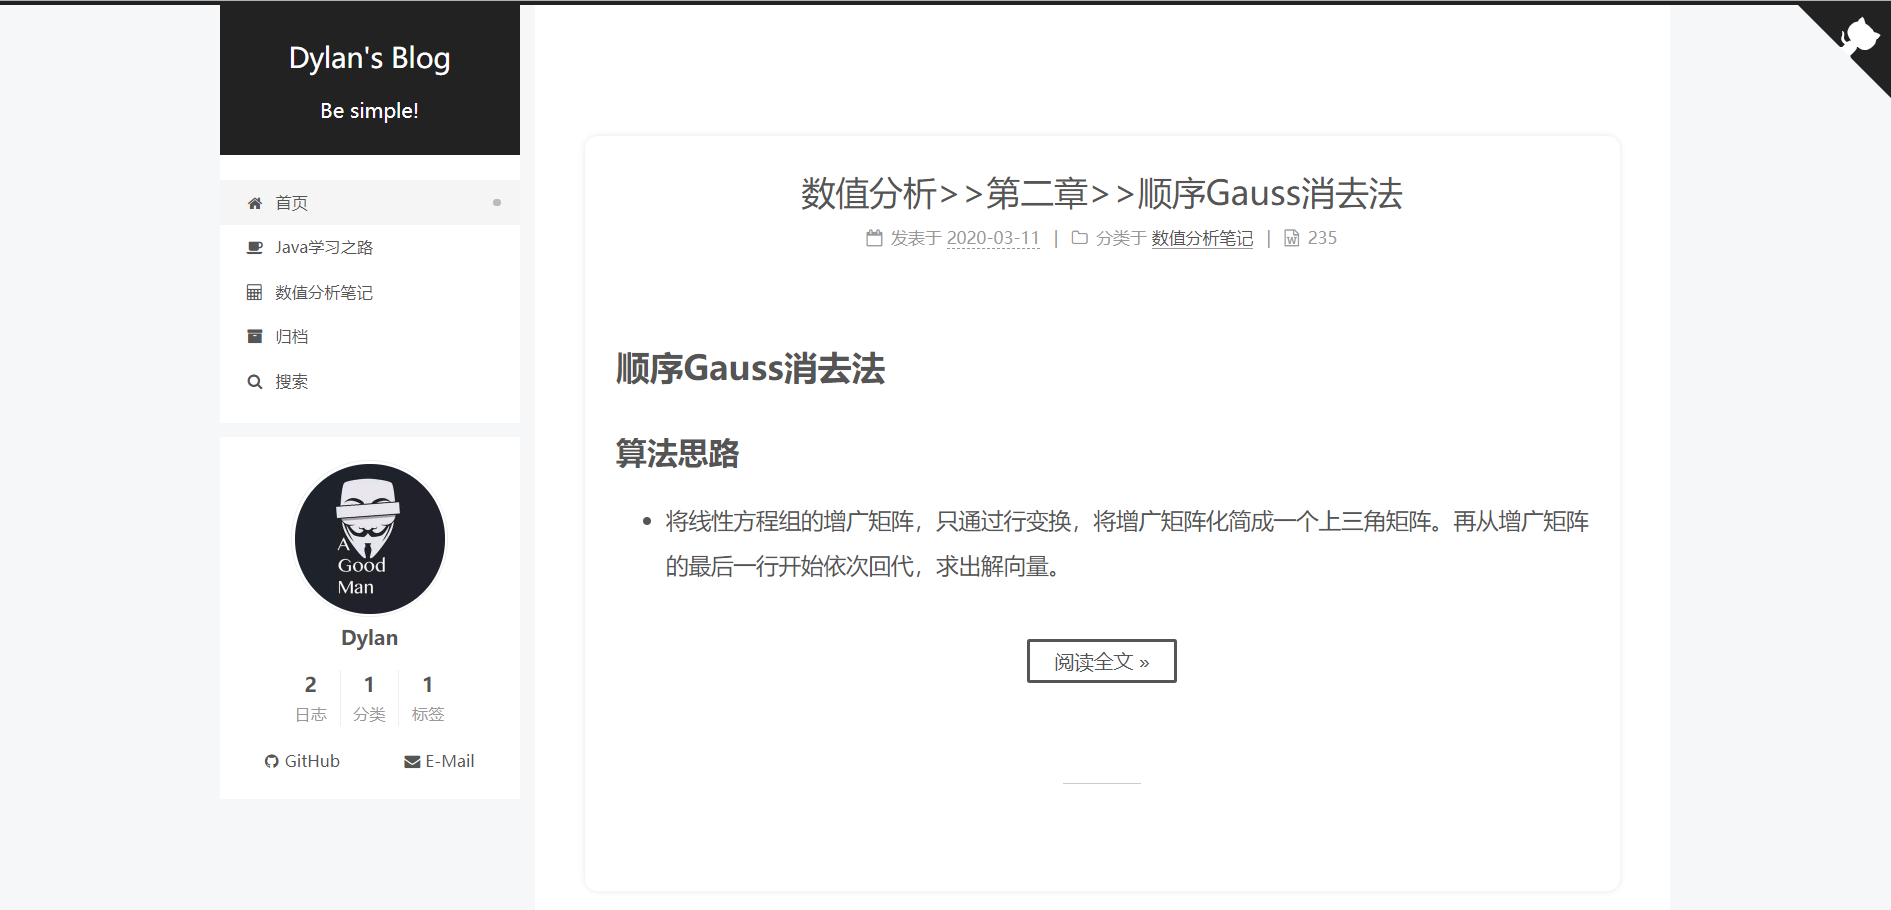 Dylan's Blog
Be simple!
首页
Java学习之路
数值分析笔记
归档
搜索
A
Good
Man
Dylan
2 1 1
日志 分类 标签
GitHub E-Mail
数值分析>>第二章>>顺序Gauss消去法
发表于 2020-03-11 | 分类于 数值分析笔记 | 235
顺序Gauss消去法
算法思路
• 将线性方程组的增广矩阵，只通过行变换，将增广矩阵化简成一个上三角矩阵。再从增广矩阵
的最后一行开始依次回代，求出解向量。
阅读全文 »